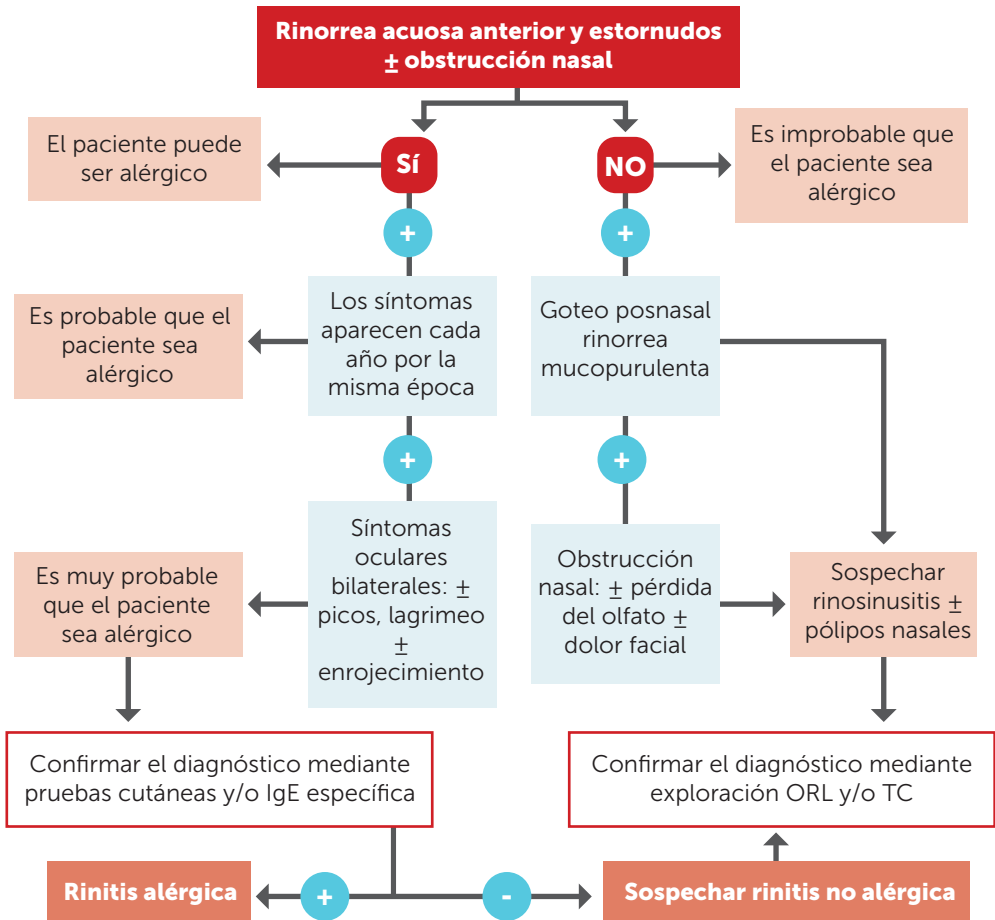 Rinorrea acuosa anterior y estornudos
± obstrucción nasal
El paciente puede
ser alérgico
Sí
NO
Es improbable que
el paciente sea
alérgico
+
+
Es probable que el
paciente sea
alérgico
Los síntomas
aparecen cada
año por la
misma época
Goteo posnasal
rinorrea
mucopurulenta
+
+
Es muy probable
que el paciente
sea alérgico
Síntomas
oculares
bilaterales: ±
picos, lagrimeo
±
enrojecimiento
Obstrucción
nasal: ± pérdida
del olfato ±
dolor facial
Sospechar
rinosinusitis ±
pólipos nasales
Confirmar el diagnóstico mediante
pruebas cutáneas y/o IgE específica
Confirmar el diagnóstico mediante
exploración ORL y/o TC
Rinitis alérgica
+
-
Sospechar rinitis no alérgica